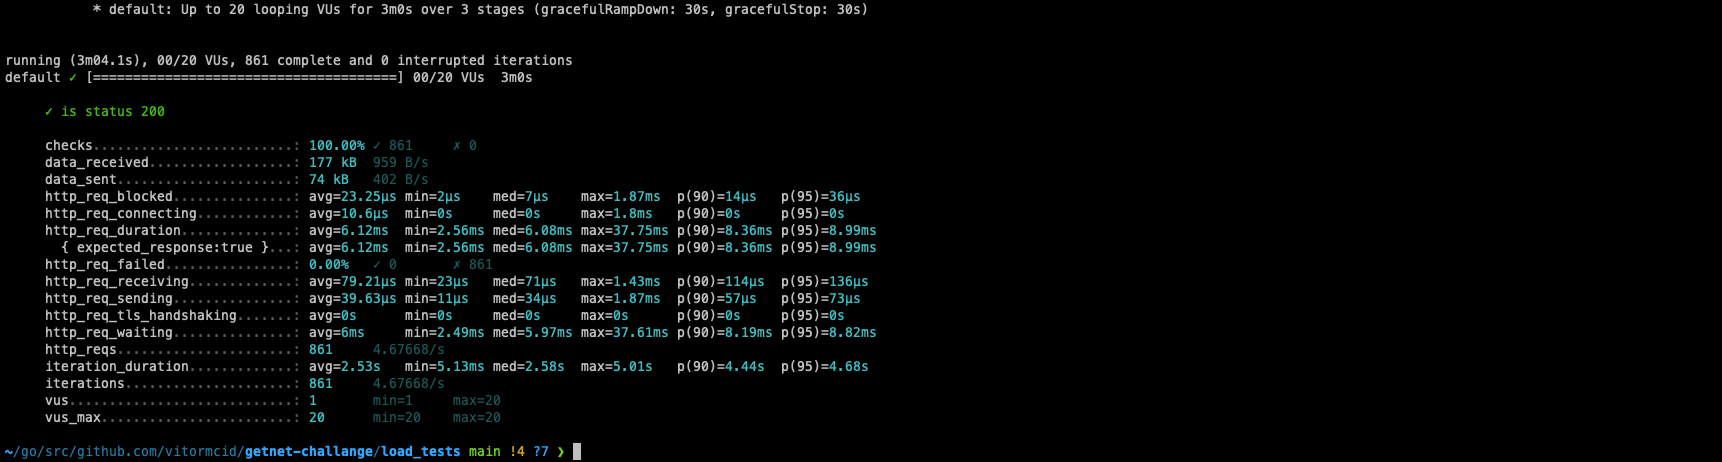 * default: Up to 20 looping VUs for 3m0s over 3 stages (gracefulRampDown: 30s, gracefulStop: 30s)
running (3m04.1s), 00/20 VUs, 861 complete and 0 interrupted iterations
default ✓ [======================================] 00/20 VUs  3m0s
✓ is status 200
checks.........................: 100.00% ✓ 861     ✗ 0
data_received..................: 177 kB  959 B/s
data_sent......................: 74 kB   402 B/s
http_req_blocked...............: avg=23.25µs min=2µs    med=7µs    max=1.87ms  p(90)=14µs   p(95)=36µs
http_req_connecting............: avg=10.6µs  min=0s     med=0s     max=1.8ms   p(90)=0s     p(95)=0s
http_req_duration..............: avg=6.12ms  min=2.56ms med=6.08ms max=37.75ms p(90)=8.36ms p(95)=8.99ms
{ expected_response:true }...: avg=6.12ms  min=2.56ms med=6.08ms max=37.75ms p(90)=8.36ms p(95)=8.99ms
http_req_failed................: 0.00%   ✓ 0       ✗ 861
http_req_receiving.............: avg=79.21µs min=23µs   med=71µs   max=1.43ms  p(90)=114µs  p(95)=136µs
http_req_sending...............: avg=39.63µs min=11µs   med=34µs   max=1.87ms  p(90)=57µs   p(95)=73µs
http_req_tls_handshaking.......: avg=0s      min=0s     med=0s     max=0s      p(90)=0s     p(95)=0s
http_req_waiting...............: avg=6ms     min=2.49ms med=5.97ms max=37.61ms p(90)=8.19ms p(95)=8.82ms
http_reqs......................: 861     4.67668/s
iteration_duration.............: avg=2.53s   min=5.13ms med=2.58s  max=5.01s   p(90)=4.44s  p(95)=4.68s
iterations.....................: 861     4.67668/s
vus............................: 1       min=1     max=20
vus_max........................: 20      min=20    max=20
~/go/src/github.com/vitormcid/getnet-challange/load_tests main !4 ?7 ❯